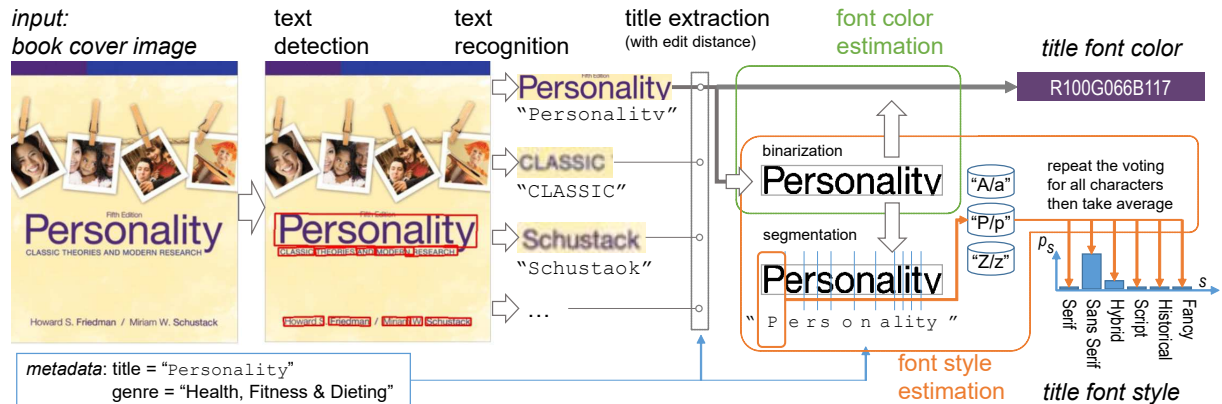 input:
book cover image
text
detection
text
recognition
title extraction
(with edit distance)
font color
estimation
title font color
Fifth Edition
Personality
CLASSIC THEORIES AND MODERN RESEARCH
Howard S. Friedman / Miriam W. Schustack
Fifth Edition
Personality
CLASSIC THEORIES AND MODERN RESEARCH
Howard S. Friedman / Miriam W. Schustack
Fifth Edition
Personality
"Personalitv"
CLASSIC
"CLASSIC"
Schustack
"Schustaok"
...
R100G066B117
binarization
Personalitv
segmentation
Personalitv
" P e r s o n a l i t y "
"A/a"
"P/p"
"Z/z"
repeat the voting
for all characters
then take average
pS
s
Serif
Sans Serif
Hybrid
Script
Historical
Fancy
font style
estimation
title font style
metadata: title = "Personality"
genre = "Health, Fitness & Dieting"